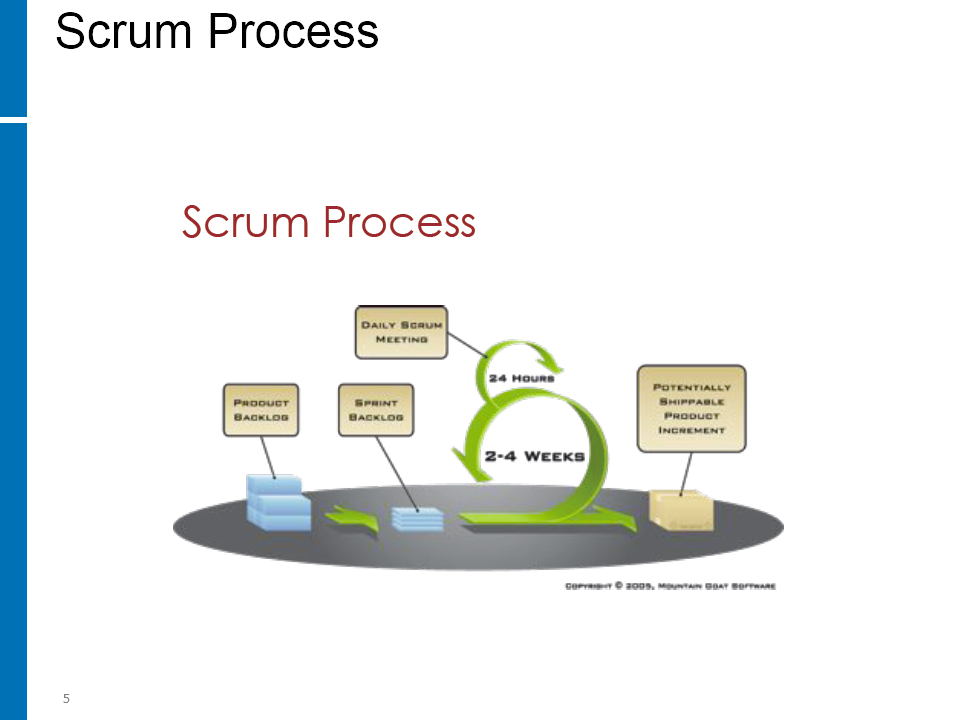 Scrum Process
Scrum Process
DAILY SCRUM
MEETING
24 HOURS
PRODUCT
BACKLOG
SPRINT
BACKLOG
POTENTIALLY
SHIPPABLE
PRODUCT
INCREMENT
2-4 WEEKS
COPYRIGHT © 2005, MOUNTAIN GOAT SOFTWARE
5